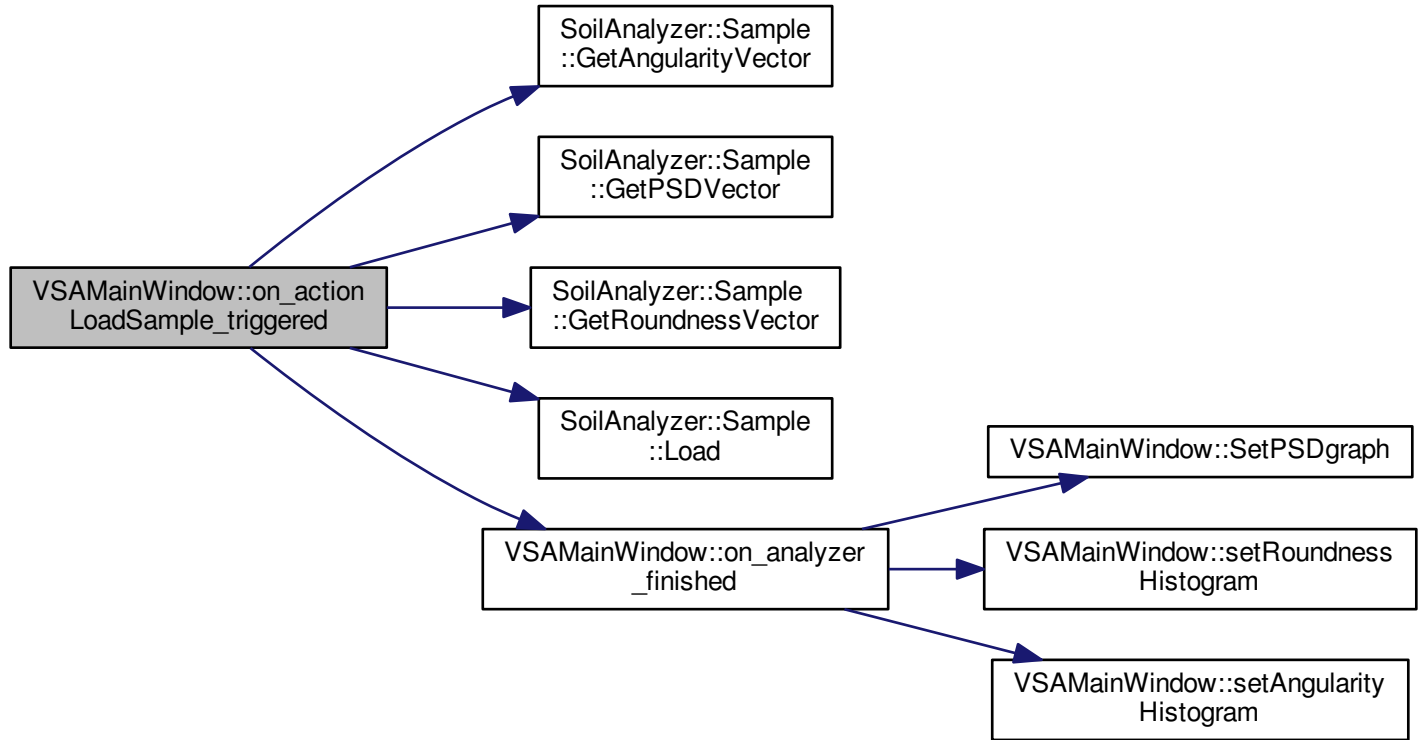 SoilAnalyzer::Sample
::GetAngularityVector
SoilAnalyzer::Sample
::GetPSDVector
VSAMainWindow::on_action
LoadSample_triggered
SoilAnalyzer::Sample
::GetRoundnessVector
SoilAnalyzer::Sample
::Load
VSAMainWindow::on_analyzer
_finished
VSAMainWindow::SetPSDgraph
VSAMainWindow::setRoundness
Histogram
VSAMainWindow::setAngularity
Histogram